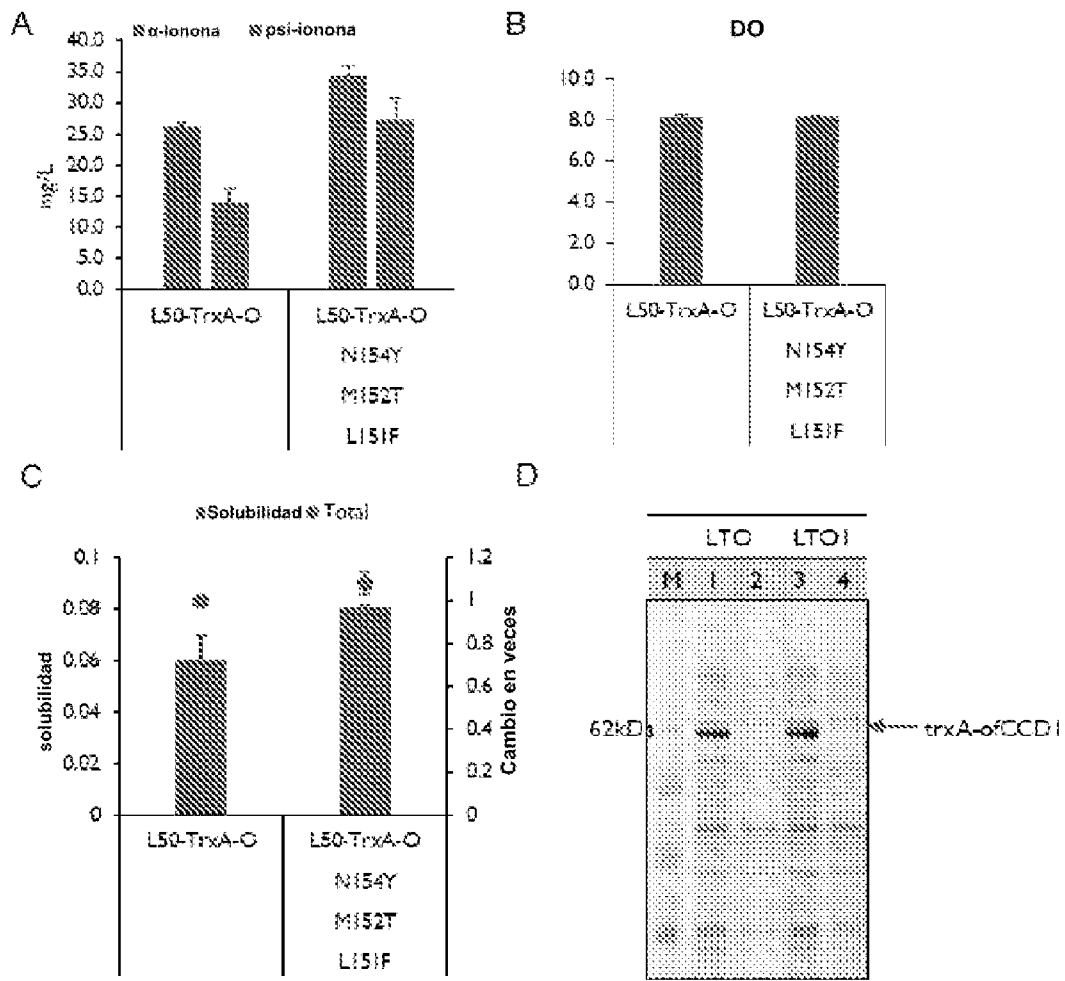 A
α-ionona psi-ionona
40.0
35.0
30.0
25.0
20.0
15.0
10.0
5.0
0.0
mg/L
L50-TrxA-O L50-TrxA-O
N154Y
M152T
L151F
B
DO
10.0
8.0
6.0
4.0
2.0
0.0
L50-TrxA-O L50-TrxA-O
N154Y
M152T
L151F
C
Solubilidad Total
0.1
0.08
0.06
0.04
0.02
0
solubilidad
1.2
1
0.8
0.6
0.4
0.2
0
Cambio en veces
L50-TrxA-O L50-TrxA-O
N154Y
M152T
L151F
D
LTO LTO1
M 1 2 3 4
62kDa
trxA-ofCCD1